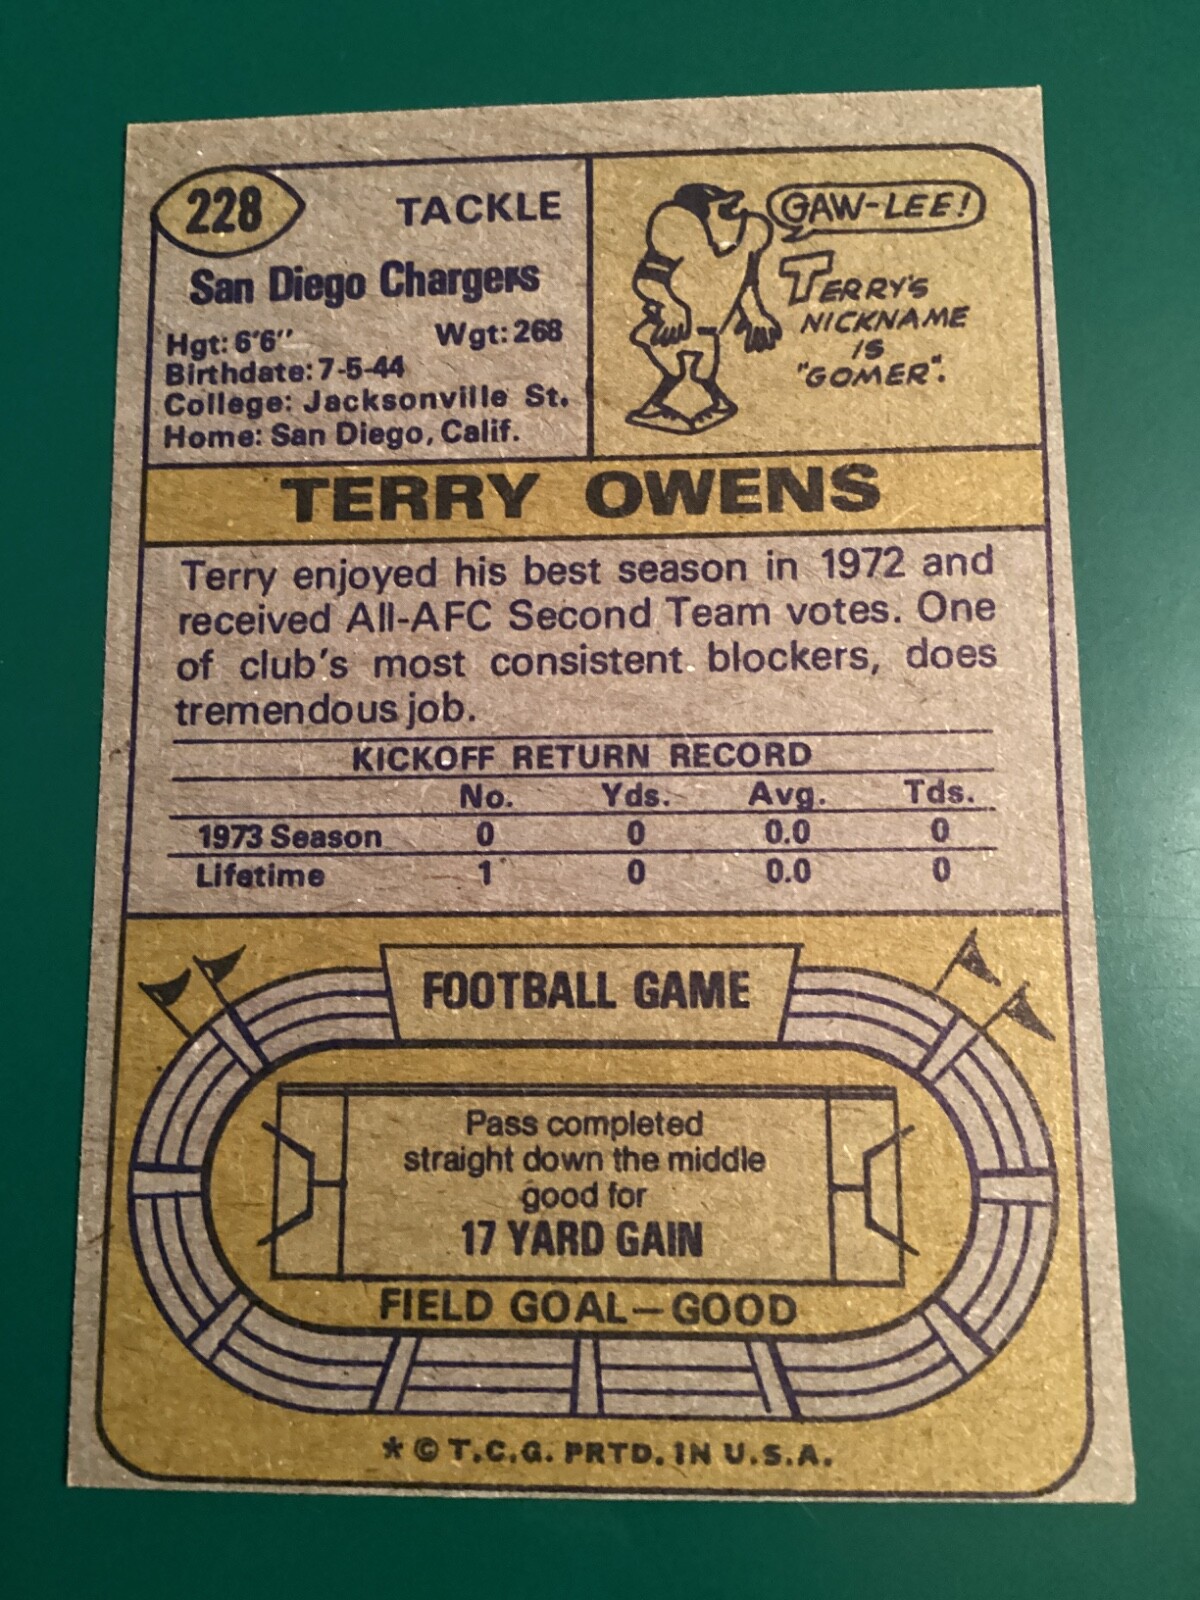 228
TACKLE
San Diego Chargers
Hgt: 6'6" Wgt: 268
Birthdate: 7-5-44
College: Jacksonville St.
Home: San Diego, Calif.
GAW-LEE!
TERRY'S
NICKNAME
IS
"GOMER".
TERRY OWENS
Terry enjoyed his best season in 1972 and
received All-AFC Second Team votes. One
of club's most consistent blockers, does
tremendous job.
KICKOFF RETURN RECORD
No. Yds. Avg. Tds.
1973 Season 0 0 0.0 0
Lifetime 1 0 0.0 0
FOOTBALL GAME
Pass completed
straight down the middle
good for
17 YARD GAIN
FIELD GOAL—GOOD
* © T.C.G. PRTD. IN U.S.A.